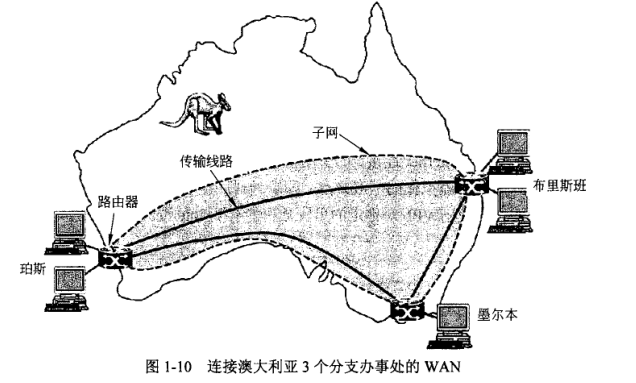 子网
传输线路
布里斯班
路由器
珀斯
墨尔本
图 1-10 连接澳大利亚 3 个分支办事处的 WAN